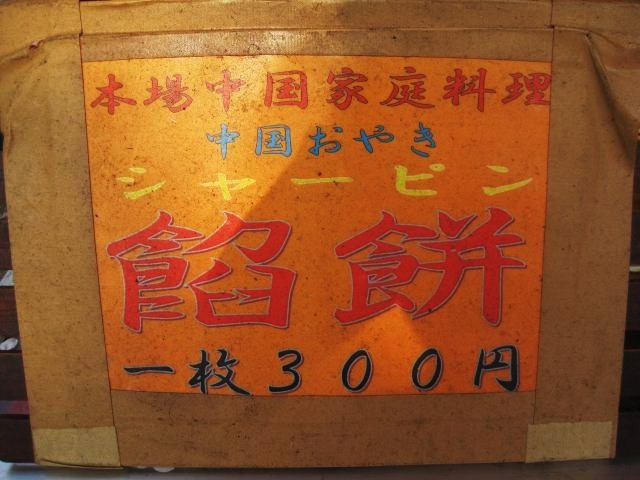 本場中国家庭料理
中国おやき
シャーピン
餡餅
一枚300円